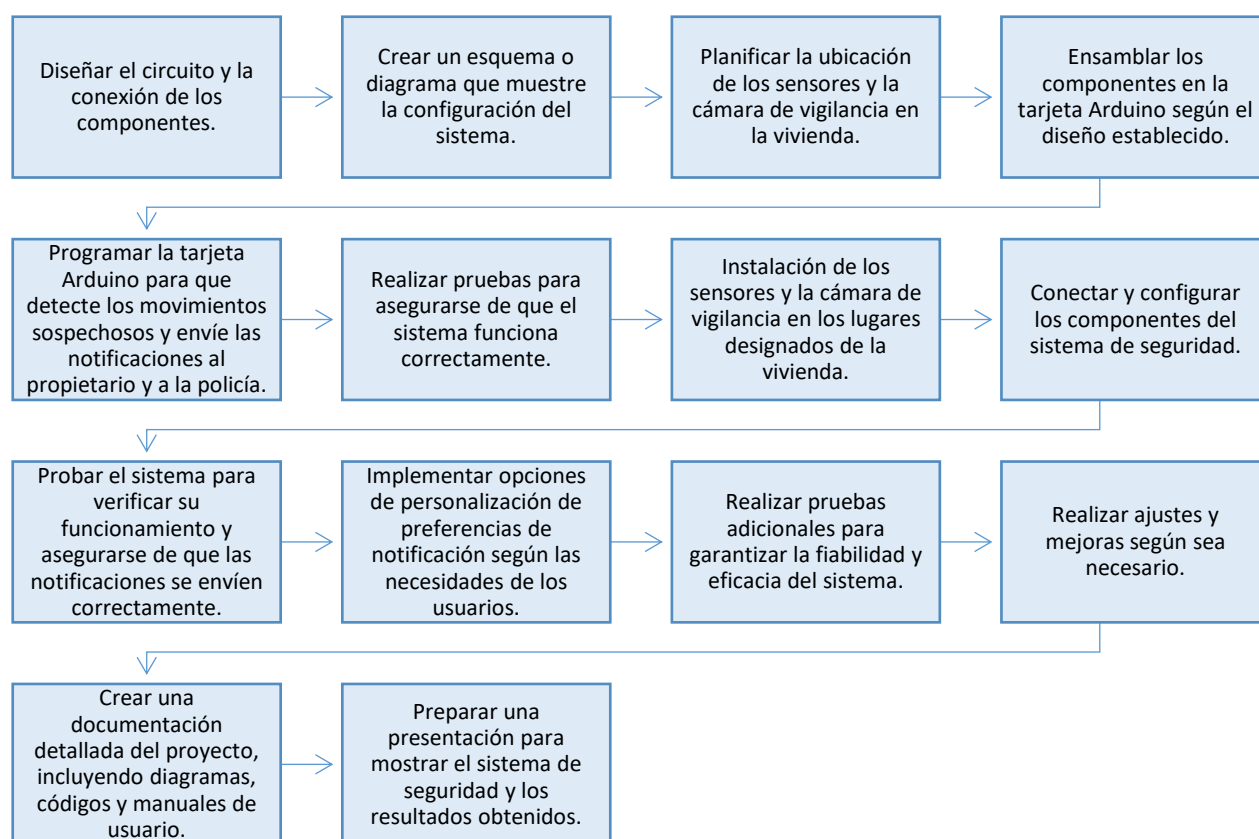 Diseñar el circuito y la
conexión de los
componentes.
Crear un esquema o
diagrama que muestre
la configuración del
sistema.
Planificar la ubicación
de los sensores y la
cámara de vigilancia en
la vivienda.
Ensamblar los
componentes en la
tarjeta Arduino según el
diseño establecido.
Programar la tarjeta
Arduino para que
detecte los movimientos
sospechosos y envíe las
notificaciones al
propietario y a la policía.
Realizar pruebas para
asegurarse de que el
sistema funciona
correctamente.
Instalación de los
sensores y la cámara de
vigilancia en los lugares
designados de la
vivienda.
Conectar y configurar
los componentes del
sistema de seguridad.
Probar el sistema para
verificar su
funcionamiento y
asegurarse de que las
notificaciones se envíen
correctamente.
Implementar opciones
de personalización de
preferencias de
notificación según las
necesidades de los
usuarios.
Realizar pruebas
adicionales para
garantizar la fiabilidad y
eficacia del sistema.
Realizar ajustes y
mejoras según sea
necesario.
Crear una
documentación
detallada del proyecto,
incluyendo diagramas,
códigos y manuales de
usuario.
Preparar una
presentación para
mostrar el sistema de
seguridad y los
resultados obtenidos.